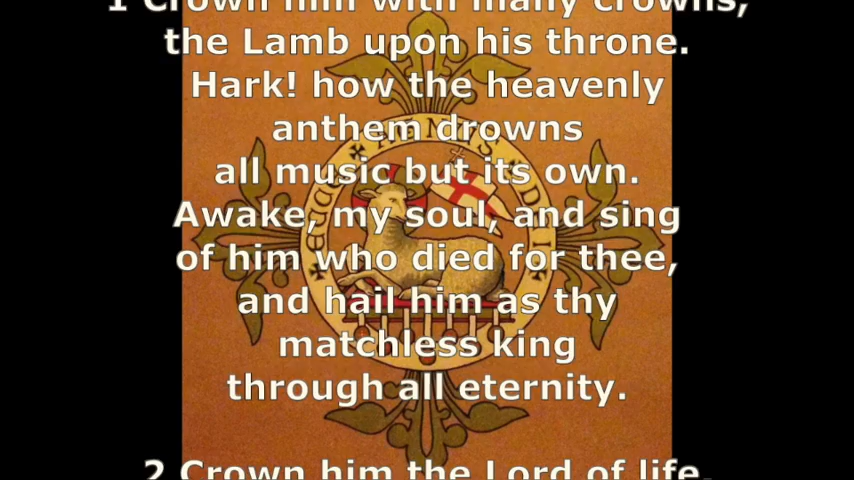 1 Crown him with many crowns,
the Lamb upon his throne.
Hark! how the heavenly
anthem drowns
all music but its own.
Awake, my soul, and sing
of him who died for thee,
and hail him as thy
matchless king
through all eternity.
2 Crown him the Lord of life,